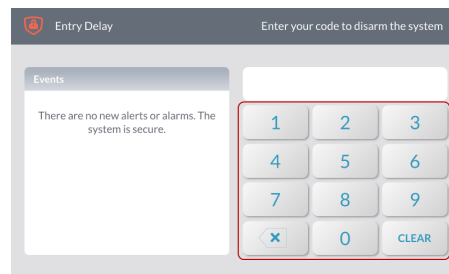 Entry Delay
Enter your code to disarm the system
Events
There are no new alerts or alarms. The
system is secure.
1 2 3
4 5 6
7 8 9
0 CLEAR